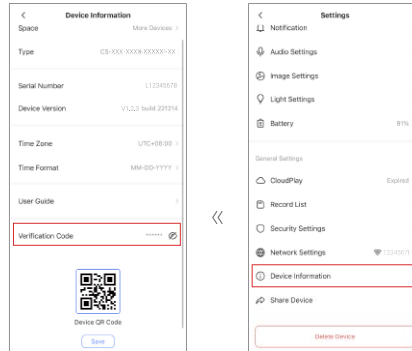 Device Information
Space
More Devices
Type
CS-XXX-XXXX-XXXXX-XX
Serial Number
L12345678
Device Version
V1.2.3 build 221214
Time Zone
UTC+08:00
Time Format
MM-DD-YYYY
User Guide
Verification Code
******
Device QR Code
Save
Settings
Notification
Audio Settings
Image Settings
Light Settings
Battery
81%
General Settings
CloudPlay
Expired
Record List
Security Settings
Network Settings
Device Information
Share Device
Delete Device